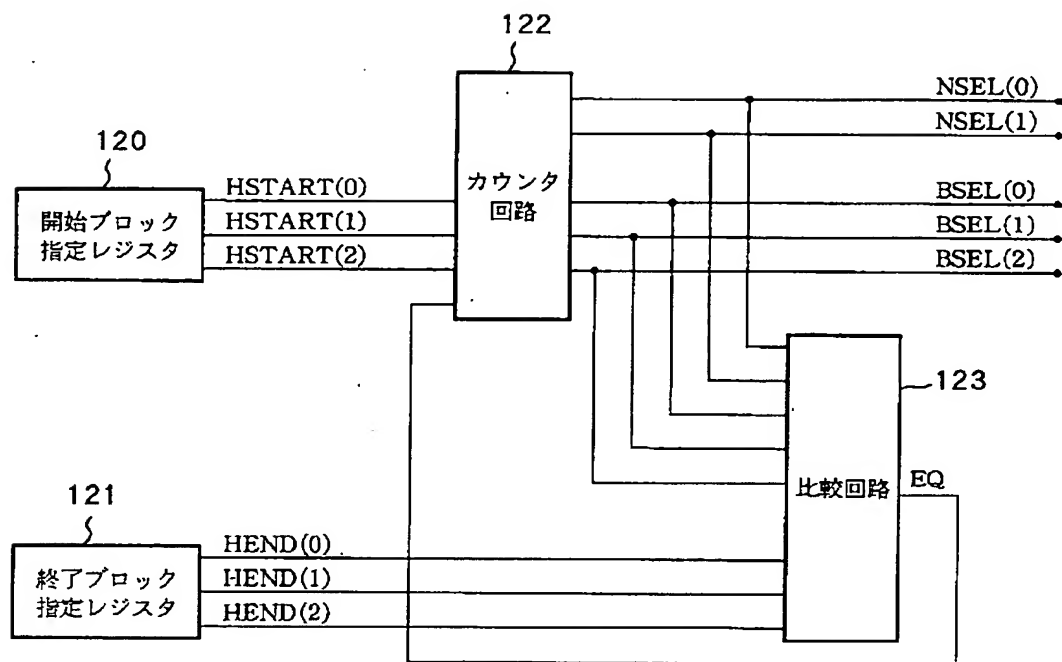 122
NSEL(0)
NSEL(1)
120
HSTART(0)
カウンタ
回路
BSEL(0)
開始ブロック
指定レジスタ
HSTART(1)
BSEL(1)
HSTART(2)
BSEL(2)
123
121
比較回路
EQ
HEND(0)
終了ブロック
指定レジスタ
HEND(1)
HEND(2)